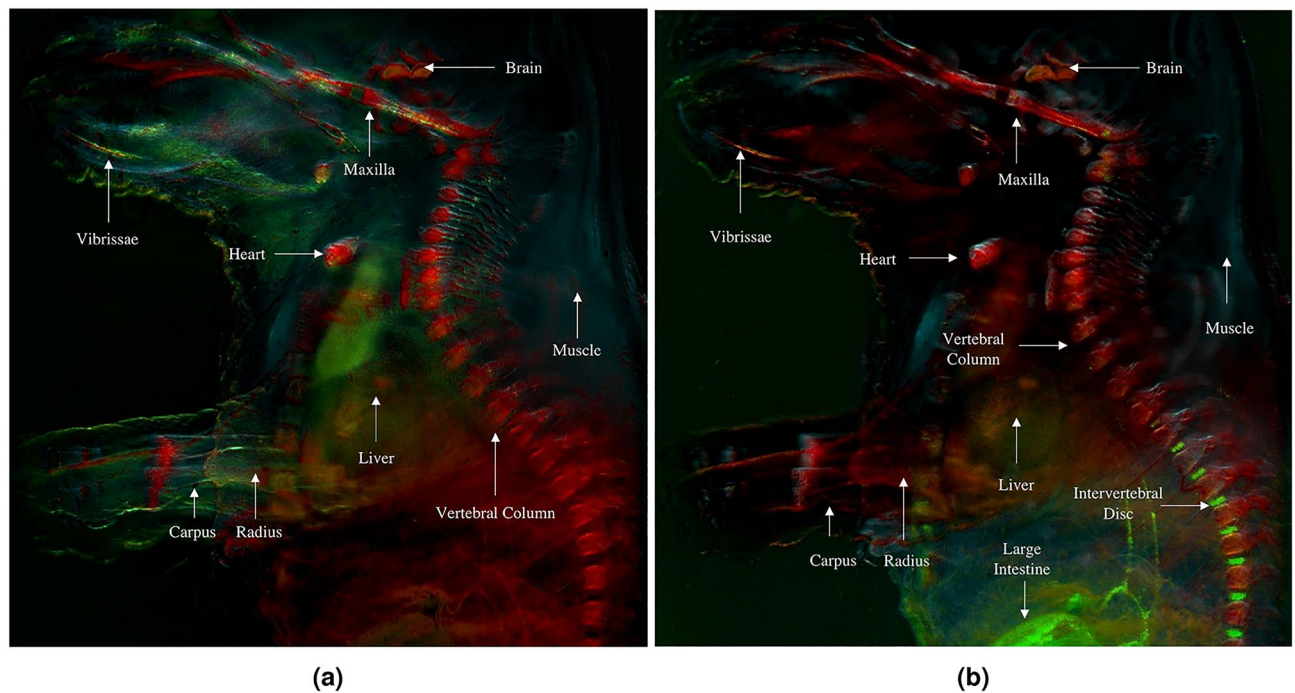 Brain
Maxilla
Vibrissae
Heart
Muscle
Liver
Carpus
Radius
Vertebral Column
(a)
Brain
Maxilla
Vibrissae
Heart
Muscle
Vertebral
Column
Liver
Intervertebral
Disc
Carpus
Radius
Large
Intestine
(b)